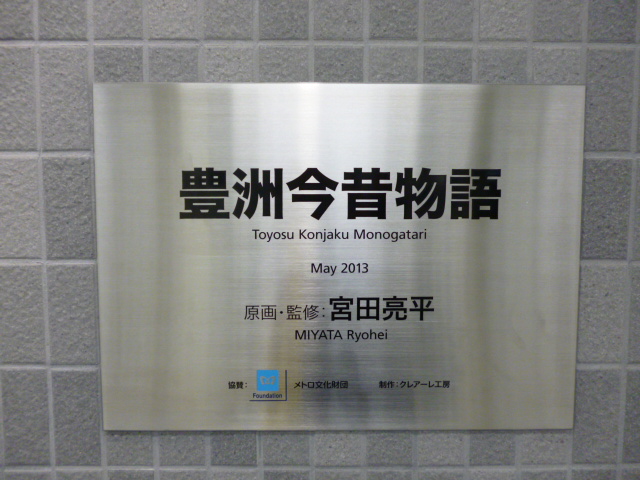 豊洲今昔物語
Toyosu Konjaku Monogatari
May 2013
原画・監修：宮田亮平
MIYATA Ryohei
協賛： Foundation メトロ文化財団 制作：クレアーレ工房